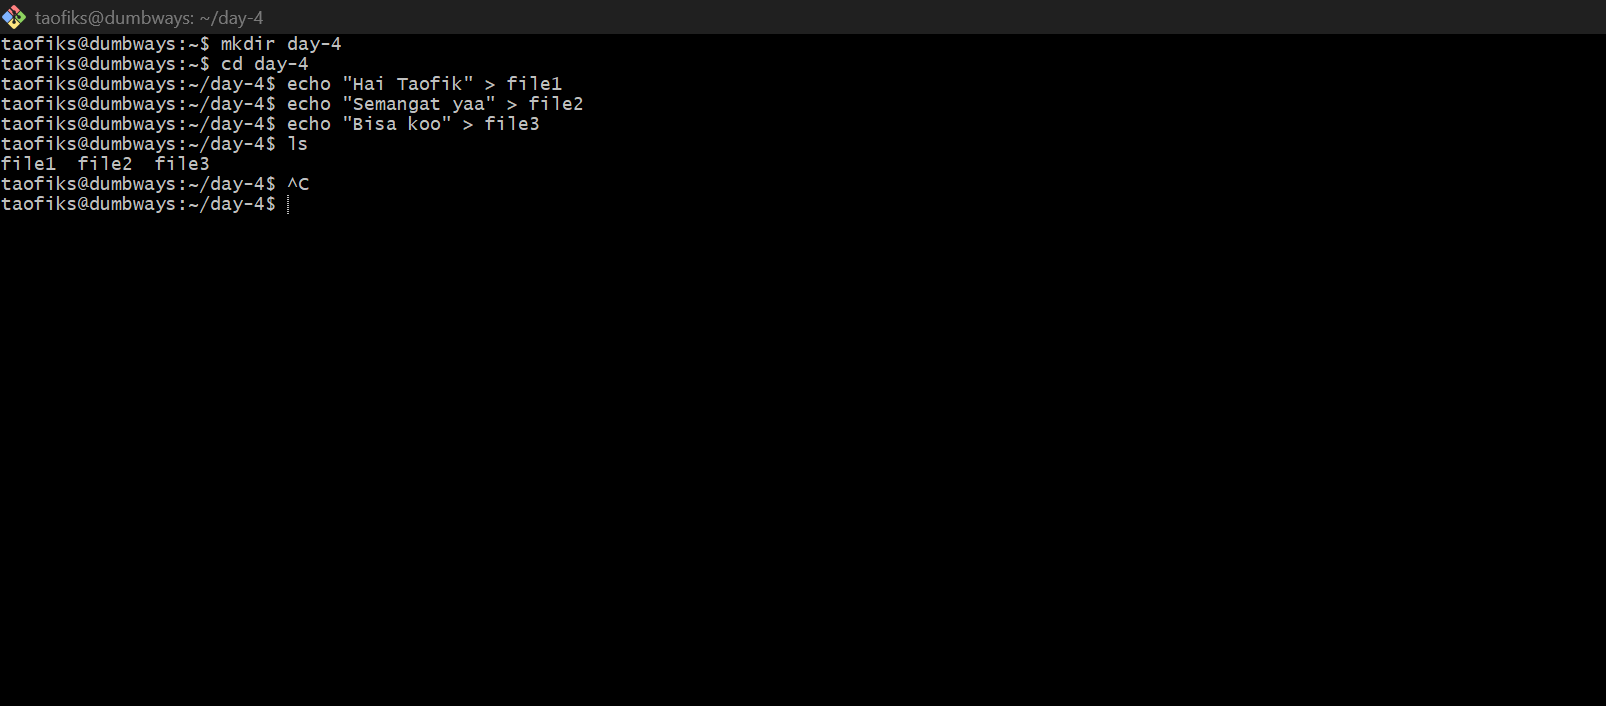 taofiks@dumbways: ~/day-4
taofiks@dumbways:~$ mkdir day-4
taofiks@dumbways:~$ cd day-4
taofiks@dumbways:~/day-4$ echo "Hai Taofik" > file1
taofiks@dumbways:~/day-4$ echo "Semangat yaa" > file2
taofiks@dumbways:~/day-4$ echo "Bisa koo" > file3
taofiks@dumbways:~/day-4$ ls
file1  file2  file3
taofiks@dumbways:~/day-4$ ^C
taofiks@dumbways:~/day-4$